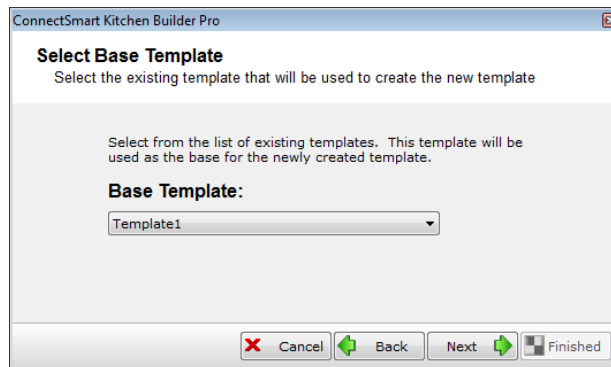 ConnectSmart Kitchen Builder Pro
Select Base Template
Select the existing template that will be used to create the new template
Select from the list of existing templates.  This template will be
used as the base for the newly created template.
Base Template:
Template1
Cancel Back Next Finished